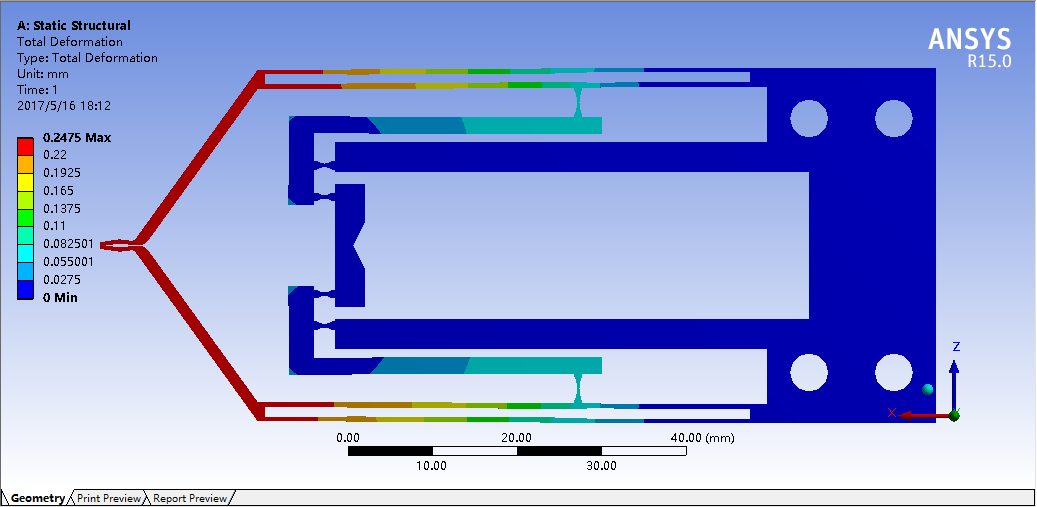 A: Static Structural
Total Deformation
Type: Total Deformation
Unit: mm
Time: 1
2017/5/16 18:12
ANSYS
R15.0
0.2475 Max
0.22
0.1925
0.165
0.1375
0.11
0.082501
0.055001
0.0275
0 Min
Z
X
0.00 20.00 40.00 (mm)
10.00 30.00
Geometry Print Preview Report Preview